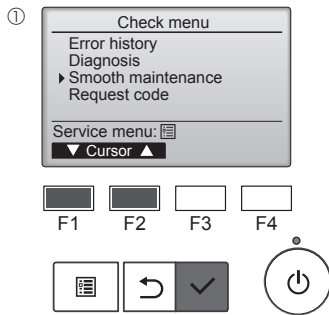 ①
Check menu
Error history
Diagnosis
Smooth maintenance
Request code
Service menu:
▼ Cursor ▲
F1 F2 F3 F4